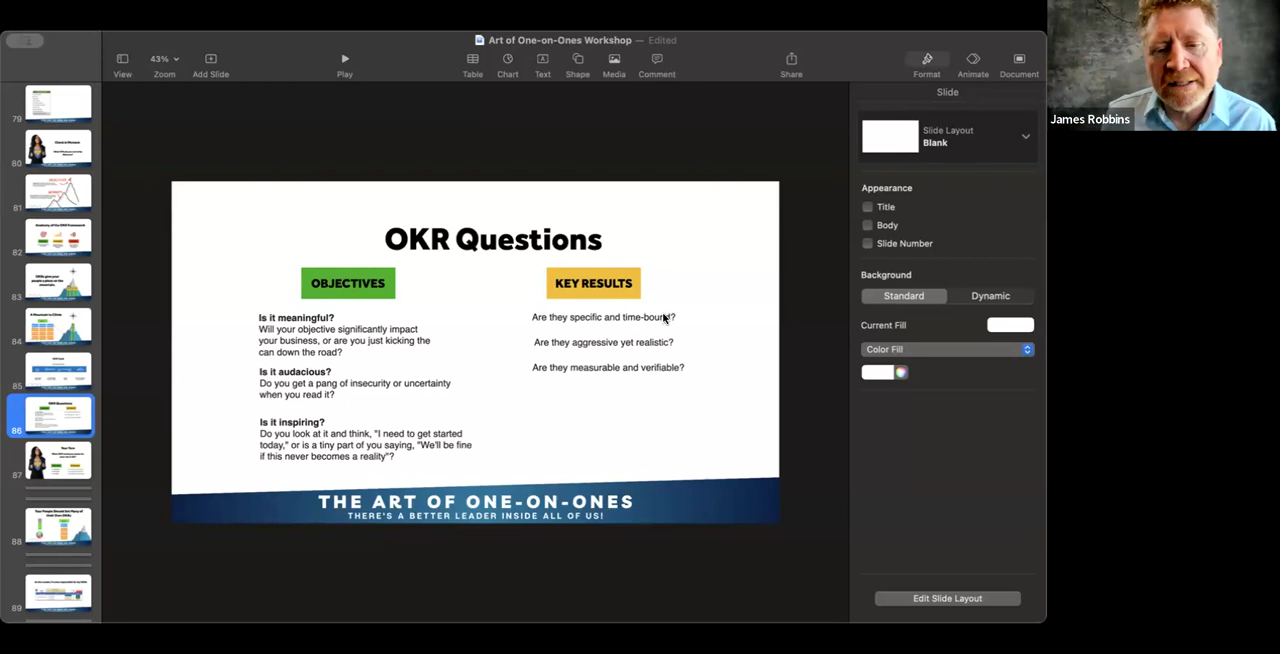 Art of One-on-Ones Workshop — Edited
View
43%
Zoom
Add Slide
Play
Table
Chart
Text
Shape
Media
Comment
Share
Format
Animate
Document
James Robbins
79
80
81
82
83
84
85
86
87
88
89
OKR Questions
OBJECTIVES
Is it meaningful?
Will your objective significantly impact
your business, or are you just kicking the
can down the road?
Is it audacious?
Do you get a pang of insecurity or uncertainty
when you read it?
Is it inspiring?
Do you look at it and think, "I need to get started
today," or is a tiny part of you saying, "We'll be fine
if this never becomes a reality"?
KEY RESULTS
Are they specific and time-bound?
Are they aggressive yet realistic?
Are they measurable and verifiable?
THE ART OF ONE-ON-ONES
THERE'S A BETTER LEADER INSIDE ALL OF US!
Slide
Slide Layout
Blank
Appearance
Title
Body
Slide Number
Background
Standard
Dynamic
Current Fill
Color Fill
Edit Slide Layout